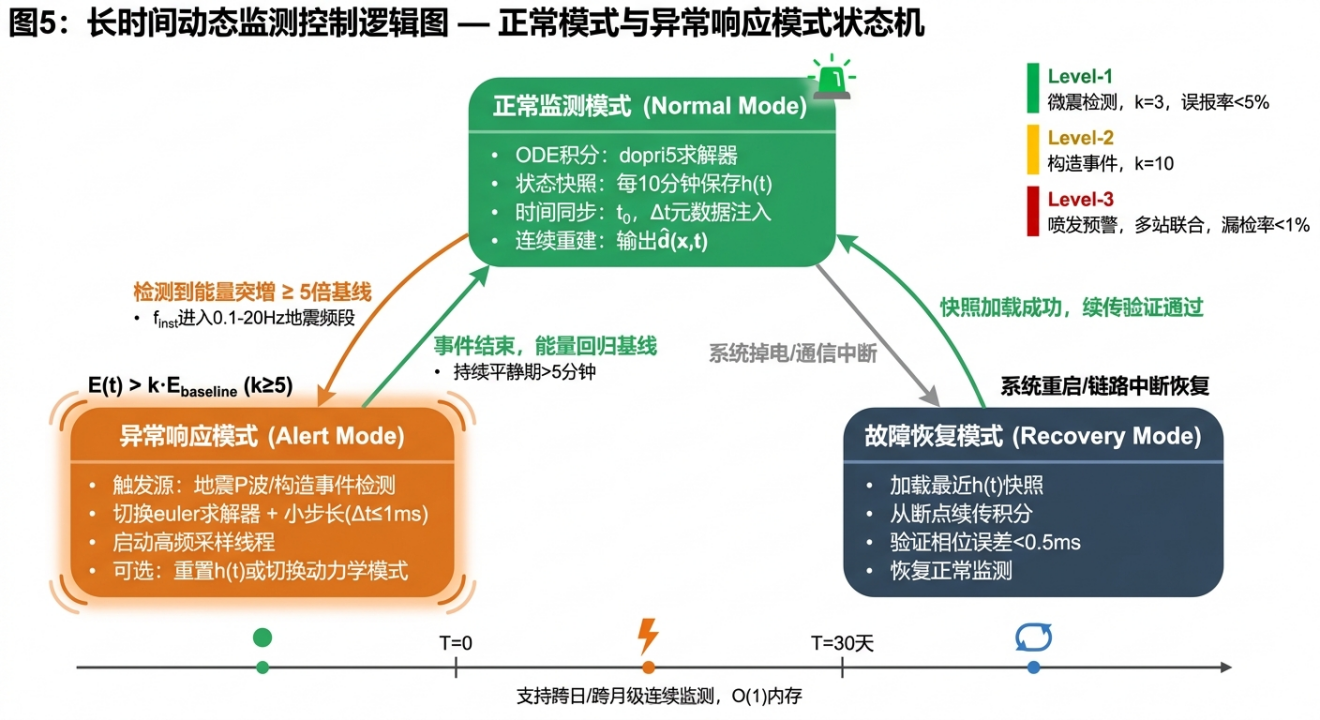 图5：长时间动态监测控制逻辑图 — 正常模式与异常响应模式状态机
Level-1
微震检测，k=3，误报率<5%
Level-2
构造事件，k=10
Level-3
喷发预警，多站联合，漏检率<1%
正常监测模式 (Normal Mode)
• ODE积分：dopri5求解器
• 状态快照：每10分钟保存h(t)
• 时间同步：t₀，Δt元数据注入
• 连续重建：输出d̂(x,t)
检测到能量突增 ≥ 5倍基线
• f_inst进入0.1-20Hz地震频段
事件结束，能量回归基线
• 持续平静期>5分钟
系统掉电/通信中断
快照加载成功，续传验证通过
E(t) > k·E_baseline (k≥5)
系统重启/链路中断恢复
异常响应模式 (Alert Mode)
• 触发源：地震P波/构造事件检测
• 切换euler求解器 + 小步长(Δt≤1ms)
• 启动高频采样线程
• 可选：重置h(t)或切换动力学模式
故障恢复模式 (Recovery Mode)
• 加载最近h(t)快照
• 从断点续传积分
• 验证相位误差<0.5ms
• 恢复正常监测
T=0
T=30天
支持跨日/跨月级连续监测，O(1)内存